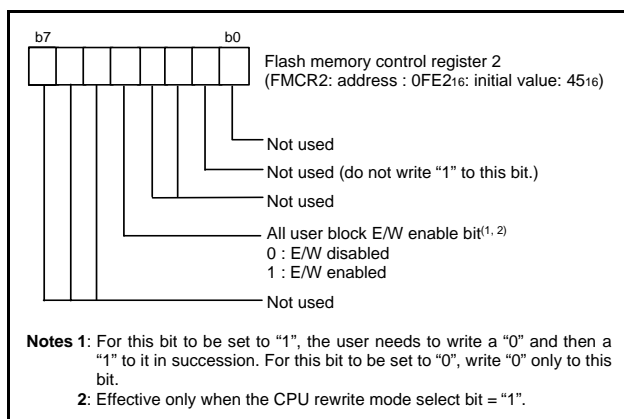 b7 b0
Flash memory control register 2
(FMCR2: address : 0FE216: initial value: 4516)
Not used
Not used (do not write “1” to this bit.)
Not used
All user block E/W enable bit(1, 2)
0 : E/W disabled
1 : E/W enabled
Not used
Notes 1: For this bit to be set to “1”, the user needs to write a “0” and then a
“1” to it in succession. For this bit to be set to “0”, write “0” only to this
bit.
2: Effective only when the CPU rewrite mode select bit = “1”.